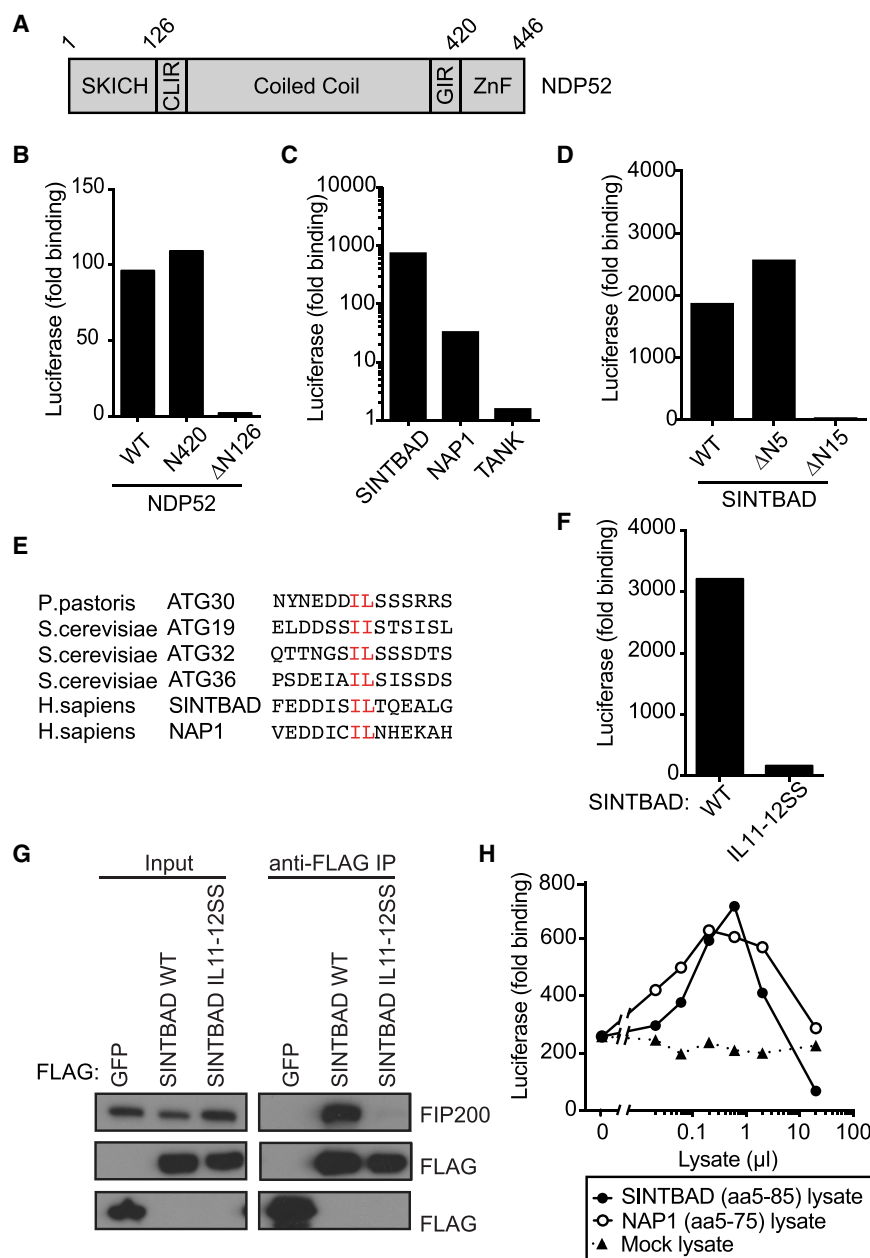 A
1 126 420 446
SKICH CLIR Coiled Coil GIR ZnF NDP52
B
Luciferase (fold binding)
150
100
50
0
WT N420 ΔN126
NDP52
C
Luciferase (fold binding)
10000
1000
100
10
1
SINTBAD NAP1 TANK
D
Luciferase (fold binding)
4000
3000
2000
1000
0
WT ΔN5 ΔN15
SINTBAD
E
P.pastoris ATG30 NYNEDDILSSSRRS
S.cerevisiae ATG19 ELDDSSIISTSISL
S.cerevisiae ATG32 QTTNGSILSSSDTS
S.cerevisiae ATG36 PSDEIAILSISSDS
H.sapiens SINTBAD FEDDISILTQEALG
H.sapiens NAP1 VEDDICILNHEKAH
F
Luciferase (fold binding)
4000
3000
2000
1000
0
SINTBAD: WT IL11-12SS
G
Input anti-FLAG IP
FLAG: GFP SINTBAD WT SINTBAD IL11-12SS GFP SINTBAD WT SINTBAD IL11-12SS
FIP200
FLAG
FLAG
H
Luciferase (fold binding)
800
600
400
200
0
0 0.1 1 10 100
Lysate (µl)
SINTBAD (aa5-85) lysate
NAP1 (aa5-75) lysate
Mock lysate